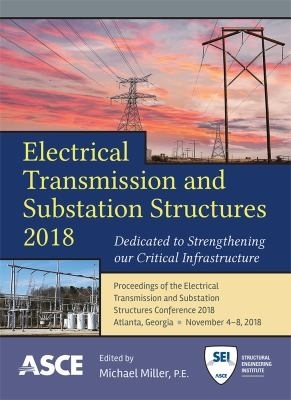 Electrical
Transmission and
Substation Structures
2018
Dedicated to Strengthening
our Critical Infrastructure
Proceedings of the Electrical
Transmission and Substation
Structures Conference 2018
Atlanta, Georgia ▪ November 4–8, 2018
ASCE
Edited by
Michael Miller, P.E.
SEI
STRUCTURAL
ENGINEERING
INSTITUTE